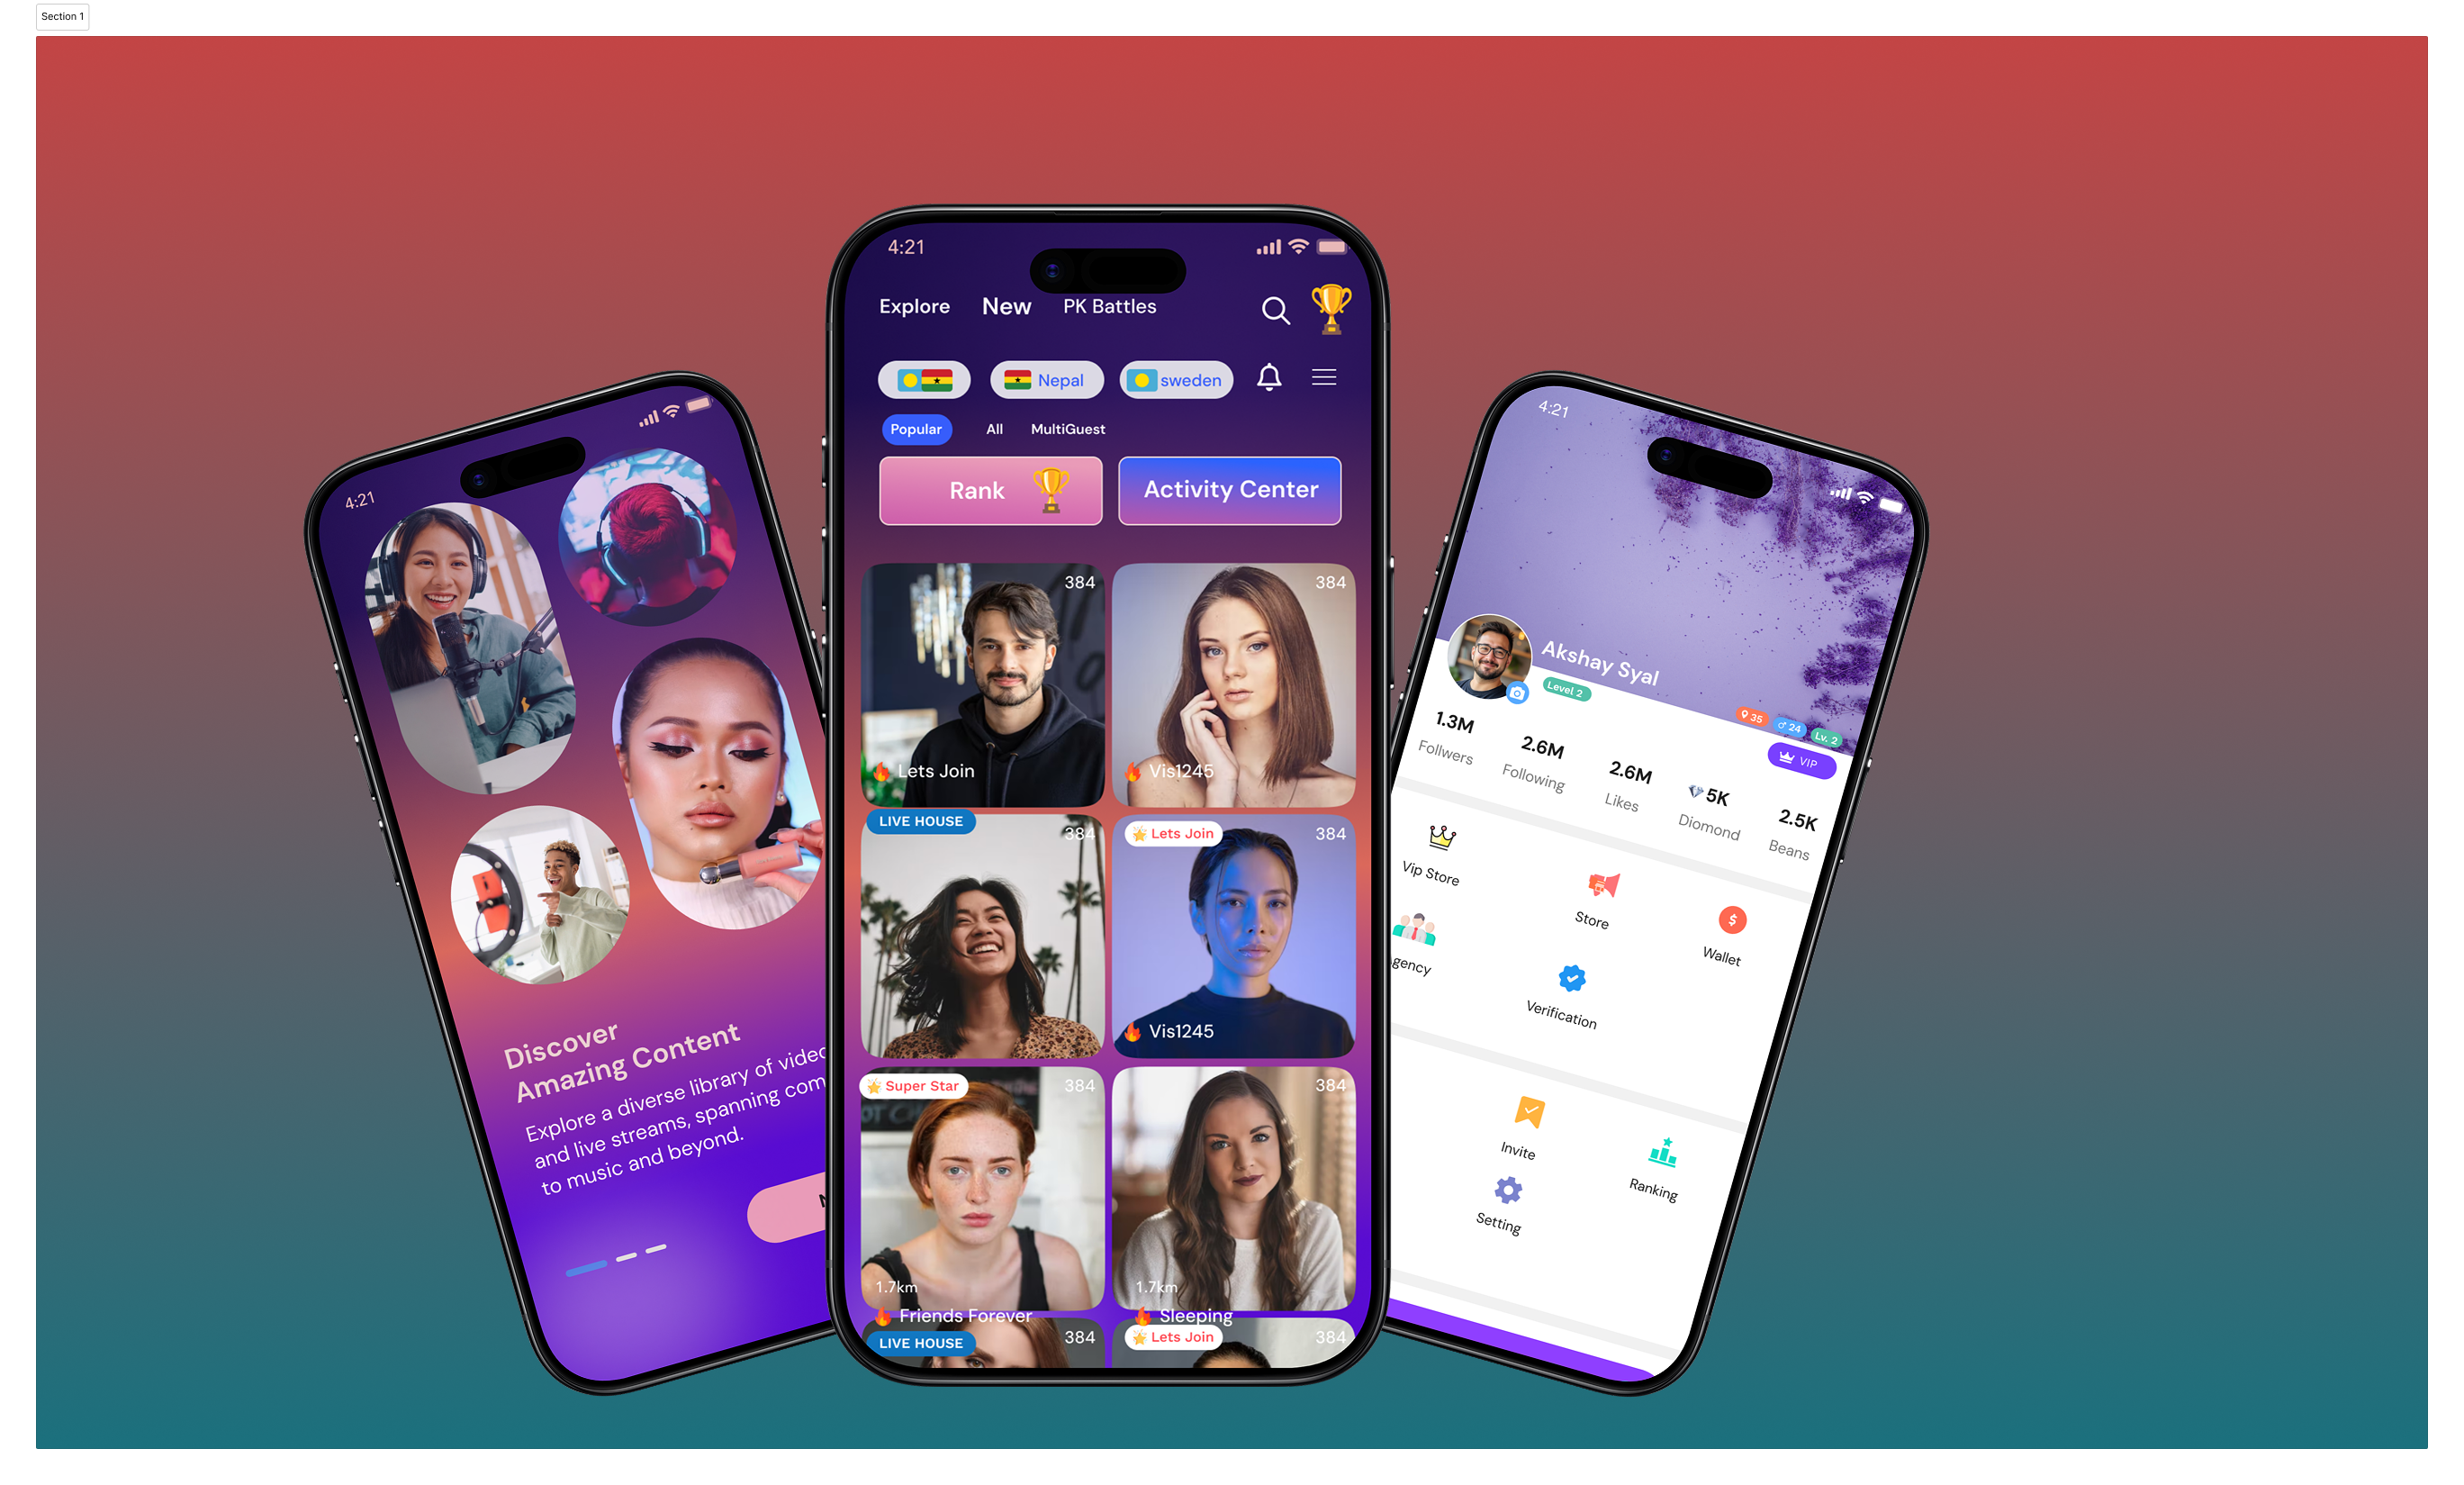 Section 1
4:21
Discover
Amazing Content
Explore a diverse library of
and live streams, spanning
to music and beyond.
4:21
Explore New PK Battles
Nepal sweden
Popular All MultiGuest
Rank Activity Center
384 384
Lets Join Vis1245
LIVE HOUSE 384 Lets Join 384
Vis1245
Super Star 384 384
1.7km 1.7km
Friends Forever Sleeping
LIVE HOUSE 384 Lets Join 384
4:21
Akshay Syal
Level 2
35 24 Lv. 2
VIP
1.3M 2.6M 2.6M 5K 2.5K
Follwers Following Likes Diomond Beans
Vip Store Store Wallet
Verification
Invite Ranking
Setting